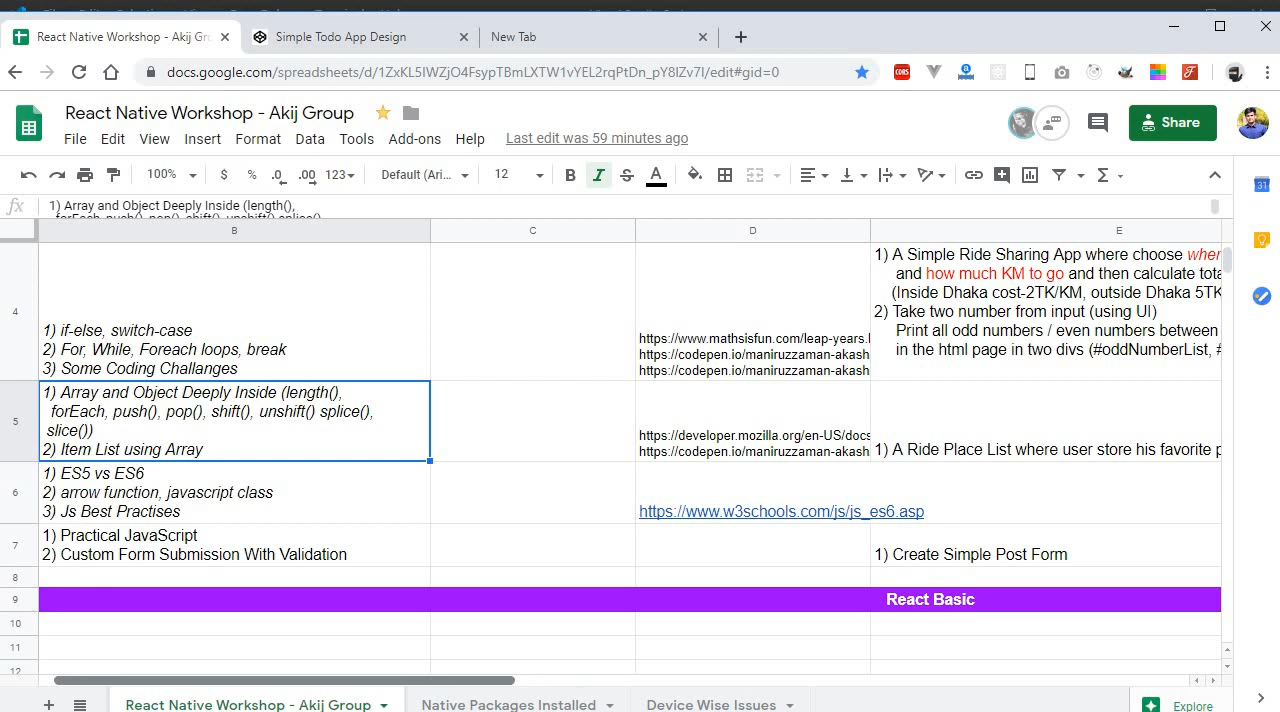 React Native Workshop - Akij Gr
Simple Todo App Design
New Tab
docs.google.com/spreadsheets/d/
/edit#gid=0
React Native Workshop - Akij Group
File Edit View Insert Format Data Tools Add-ons Help Last edit was 59 minutes ago
Share
100% $ % .0 .00 123 Default (Ari... 12 B I S A
fx 1) Array and Object Deeply Inside (length(),
forEach, push(), pop(), shift(), unshift() splice(),
B C D E
4
1) if-else, switch-case
2) For, While, Foreach loops, break
3) Some Coding Challanges
https://www.mathsisfun.com/leap-years.
https://codepen.io/maniruzzaman-akash
https://codepen.io/maniruzzaman-akash
1) A Simple Ride Sharing App where choose wher
and how much KM to go and then calculate tota
(Inside Dhaka cost-2TK/KM, outside Dhaka 5TK
2) Take two number from input (using UI)
Print all odd numbers / even numbers between
in the html page in two divs (#oddNumberList, #
5
1) Array and Object Deeply Inside (length(),
forEach, push(), pop(), shift(), unshift() splice(),
slice())
2) Item List using Array
https://developer.mozilla.org/en-US/docs
https://codepen.io/maniruzzaman-akash
1) A Ride Place List where user store his favorite p
6
1) ES5 vs ES6
2) arrow function, javascript class
3) Js Best Practises
https://www.w3schools.com/js/js_es6.asp
7
1) Practical JavaScript
2) Custom Form Submission With Validation
1) Create Simple Post Form
8
9
React Basic
10
11
12
React Native Workshop - Akij Group
Native Packages Installed
Device Wise Issues
Explore